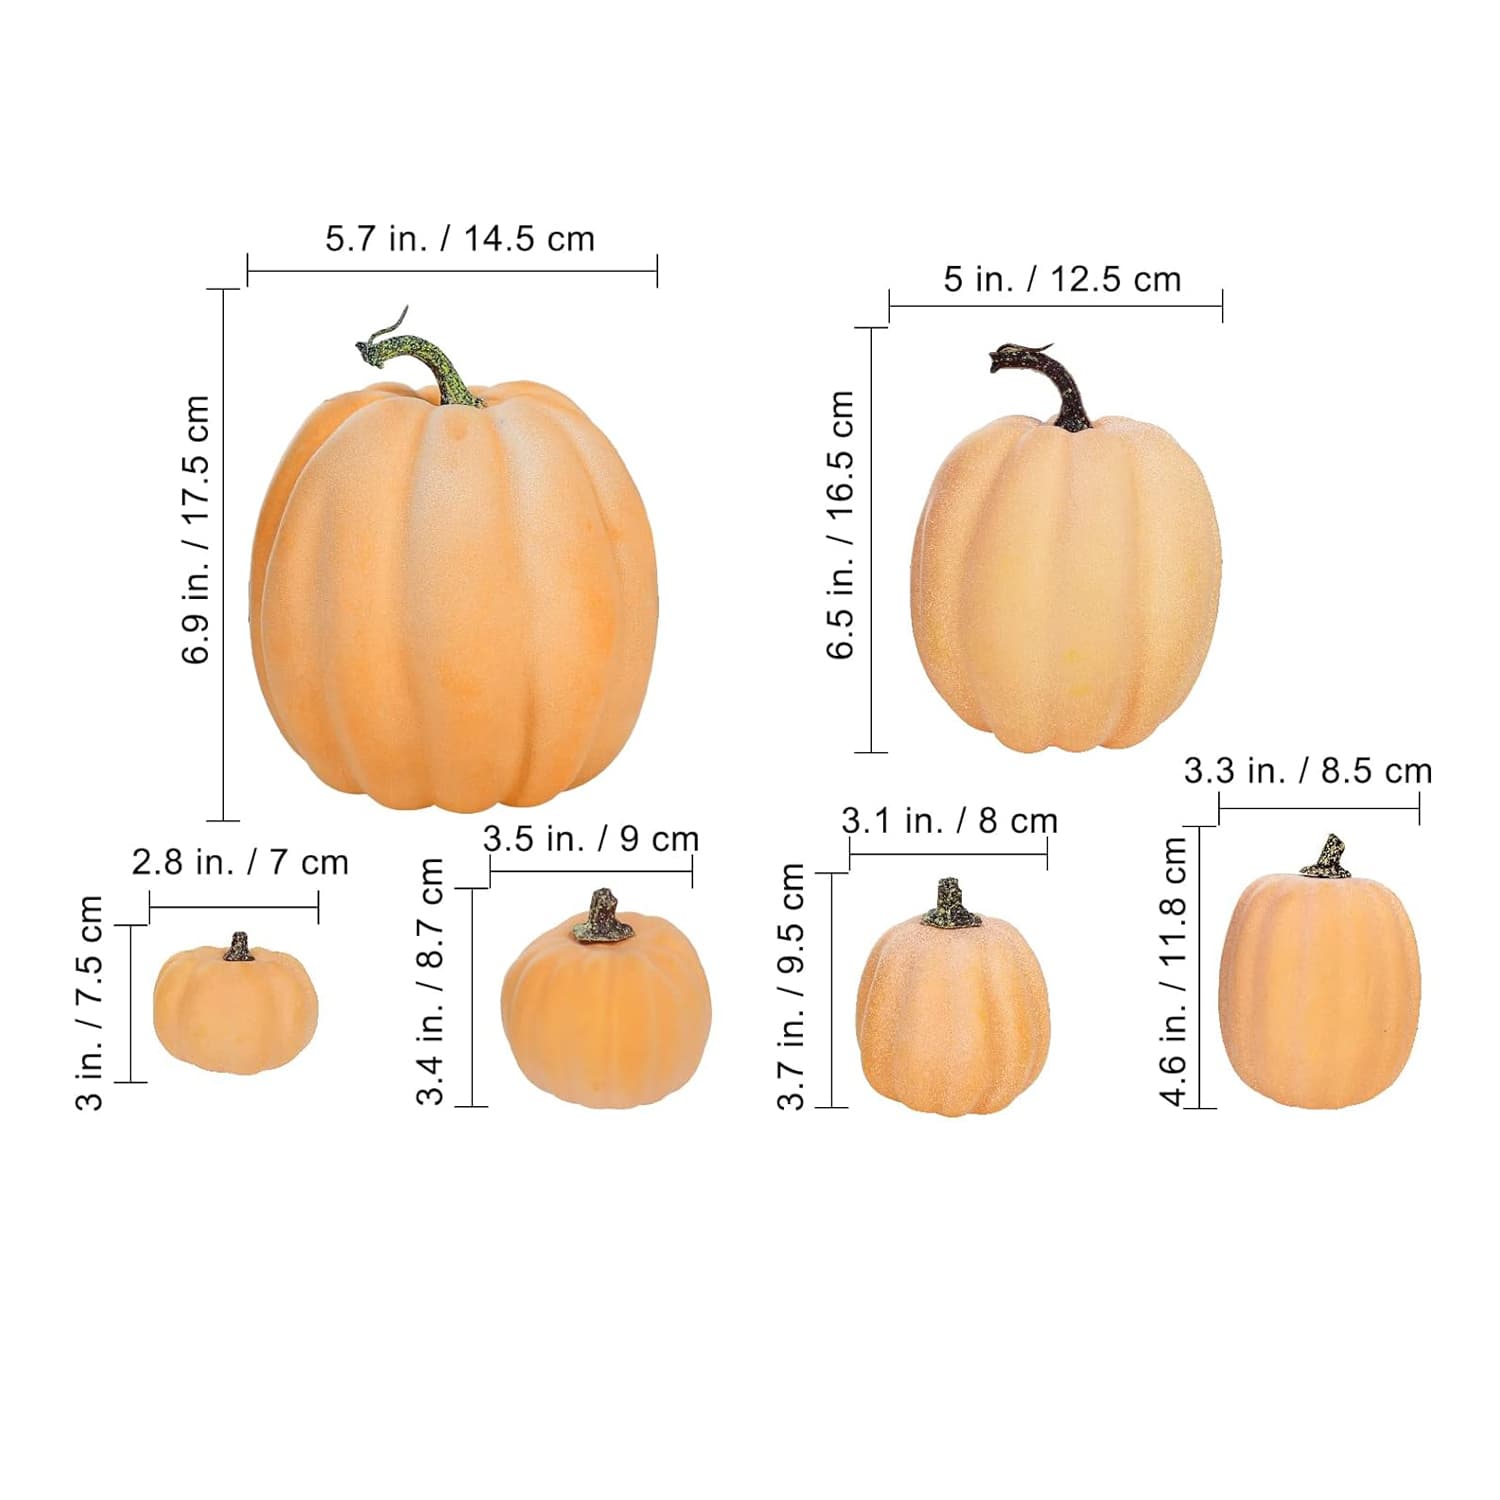 5.7 in. / 14.5 cm
6.9 in. / 17.5 cm
5 in. / 12.5 cm
6.5 in. / 16.5 cm
2.8 in. / 7 cm
3 in. / 7.5 cm
3.5 in. / 9 cm
3.4 in. / 8.7 cm
3.1 in. / 8 cm
3.7 in. / 9.5 cm
3.3 in. / 8.5 cm
4.6 in. / 11.8 cm